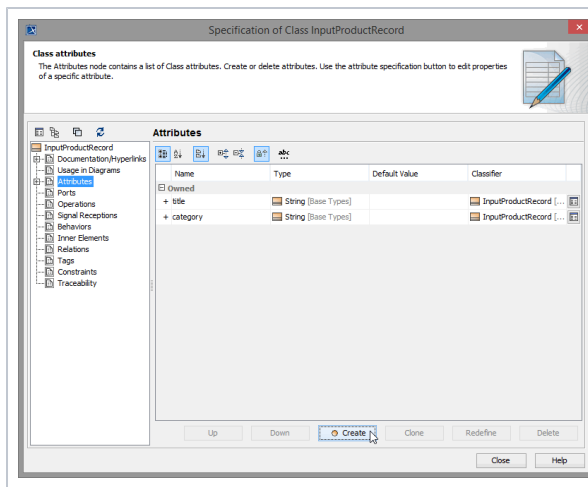 Specification of Class InputProductRecord
Class attributes
The Attributes node contains a list of Class attributes. Create or delete attributes. Use the attribute specification button to edit properties
of a specific attribute.
Attributes
InputProductRecord
Documentation/Hyperlinks
Usage in Diagrams
Attributes
Ports
Operations
Signal Receptions
Behaviors
Inner Elements
Relations
Tags
Constraints
Traceability
abc
Name Type Default Value Classifier
Owned
+ title String [Base Types] InputProductRecord [...
+ category String [Base Types] InputProductRecord [...
Up Down Create Clone Redefine Delete
Close Help